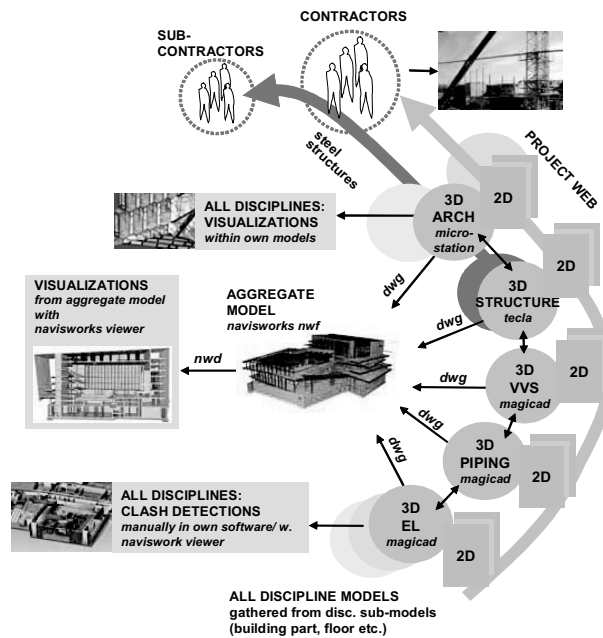 CONTRACTORS
SUB-
CONTRACTORS
steel
structures
PROJECT WEB
ALL DISCIPLINES:
VISUALIZATIONS
within own models
3D
ARCH
micro-
station
2D
dwg
VISUALIZATIONS
from aggregate model
with
navisworks viewer
AGGREGATE
MODEL
navisworks nwf
nwd
3D
STRUCTURE
tecla
2D
dwg
3D
VVS
magicad
2D
dwg
3D
PIPING
magicad
2D
dwg
ALL DISCIPLINES:
CLASH DETECTIONS
manually in own software/ w.
naviswork viewer
3D
EL
magicad
2D
dwg
ALL DISCIPLINE MODELS
gathered from disc. sub-models
(building part, floor etc.)